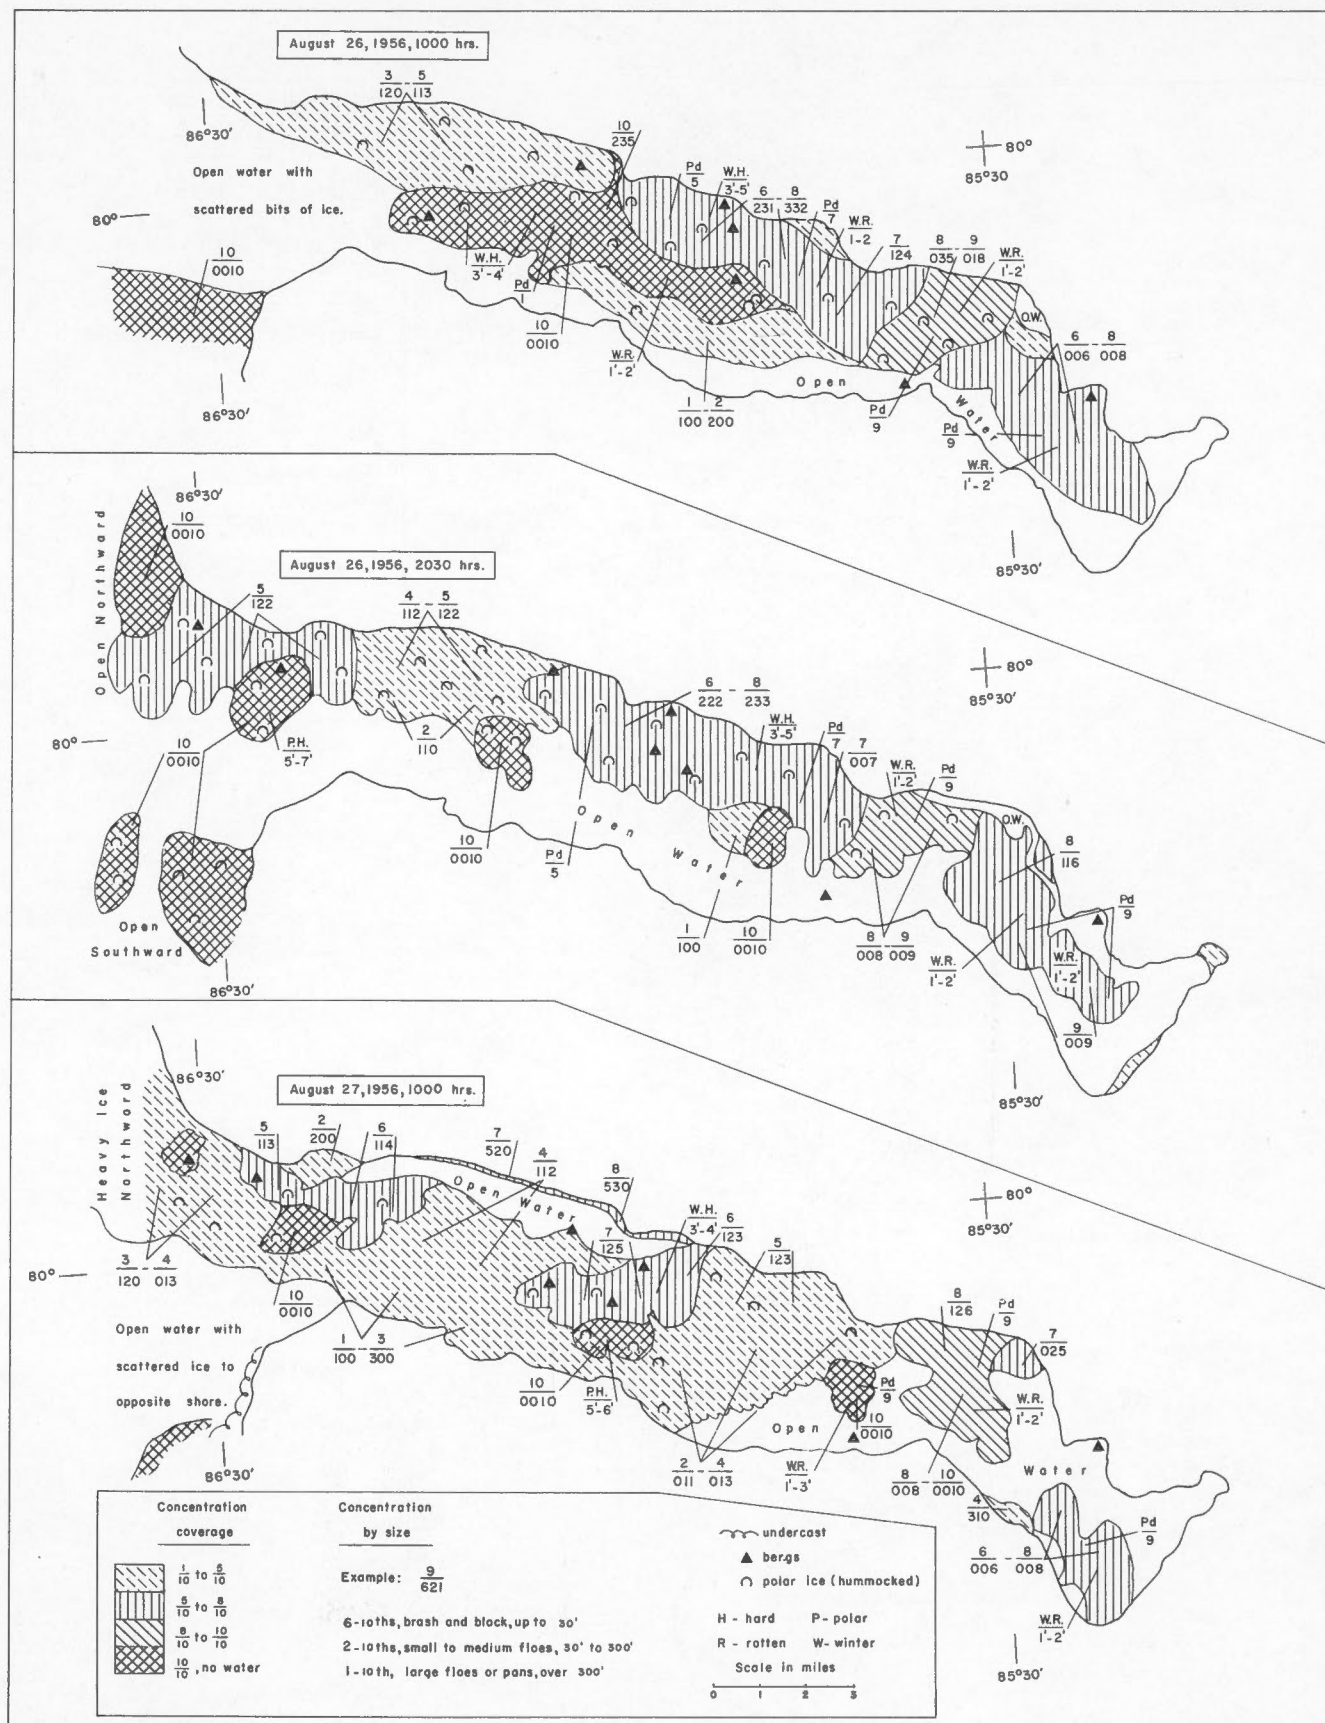 August 26, 1956, 1000 hrs.
3/120 - 5/113
86°30'
Open water with
scattered bits of ice.
80°
10/0010
86°30'
10/235
Pd/5
W.H./3'-5'
6/231 - 8/332
Pd/7
W.R./1-2
7/124
8/035 - 9/018
W.R./1'-2'
80°
85°30
O.W.
6/006 - 8/008
W.H./3'-4'
Pd/1
10/0010
W.R./1'-2'
1/100 - 2/200
Open
Water
Pd/9
Pd/9
W.R./1'-2'
85°30'
86°30'
Open Northward
10/0010
August 26, 1956, 2030 hrs.
5/122
4/112 - 5/122
80°
85°30'
6/222 - 8/233
W.H./3'-5'
Pd/7
7/007
W.R./1'-2'
Pd/9
O.W.
8/116
Pd/9
80°
10/0010
P.H./5'-7'
2/110
10/0010
Pd/5
Open
Water
1/100
10/0010
8/008 - 9/009
W.R./1'-2'
W.R./1'-2'
9/009
Open
Southward
86°30'
85°30'
86°30'
Heavy Ice
Northward
August 27, 1956, 1000 hrs.
5/113
2/200
6/114
7/520
4/112
8/530
Open Water
W.H./3'-4'
6/123
7/125
5/123
80°
85°30'
80°
3/120 - 4/013
10/0010
Open water with
scattered ice to
opposite shore.
1/100 - 3/300
10/0010
P.H./5'-6'
8/126
Pd/9
7/025
Pd/9
10/0010
W.R./1'-2'
Open
2/011 - 4/013
W.R./1'-3'
8/008 - 10/0010
Water
4/310
Pd/9
6/006 - 8/008
W.R./1'-2'
85°30'
86°30'
Concentration
coverage
1/10 to 5/10
5/10 to 8/10
8/10 to 10/10
10/10, no water
Concentration
by size
Example: 9/621
6-10ths, brash and block, up to 30'
2-10ths, small to medium floes, 30' to 300'
1-10th, large floes or pans, over 300'
undercast
bergs
polar ice (hummocked)
H - hard P - polar
R - rotten W - winter
Scale in miles
0 1 2 3